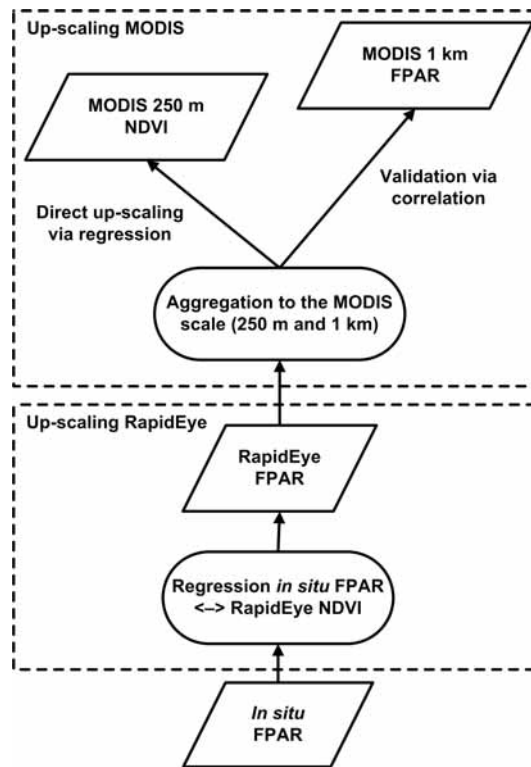 Up-scaling MODIS
MODIS 250 m
NDVI
MODIS 1 km
FPAR
Direct up-scaling
via regression
Validation via
correlation
Aggregation to the MODIS
scale (250 m and 1 km)
Up-scaling RapidEye
RapidEye
FPAR
Regression in situ FPAR
<–> RapidEye NDVI
In situ
FPAR